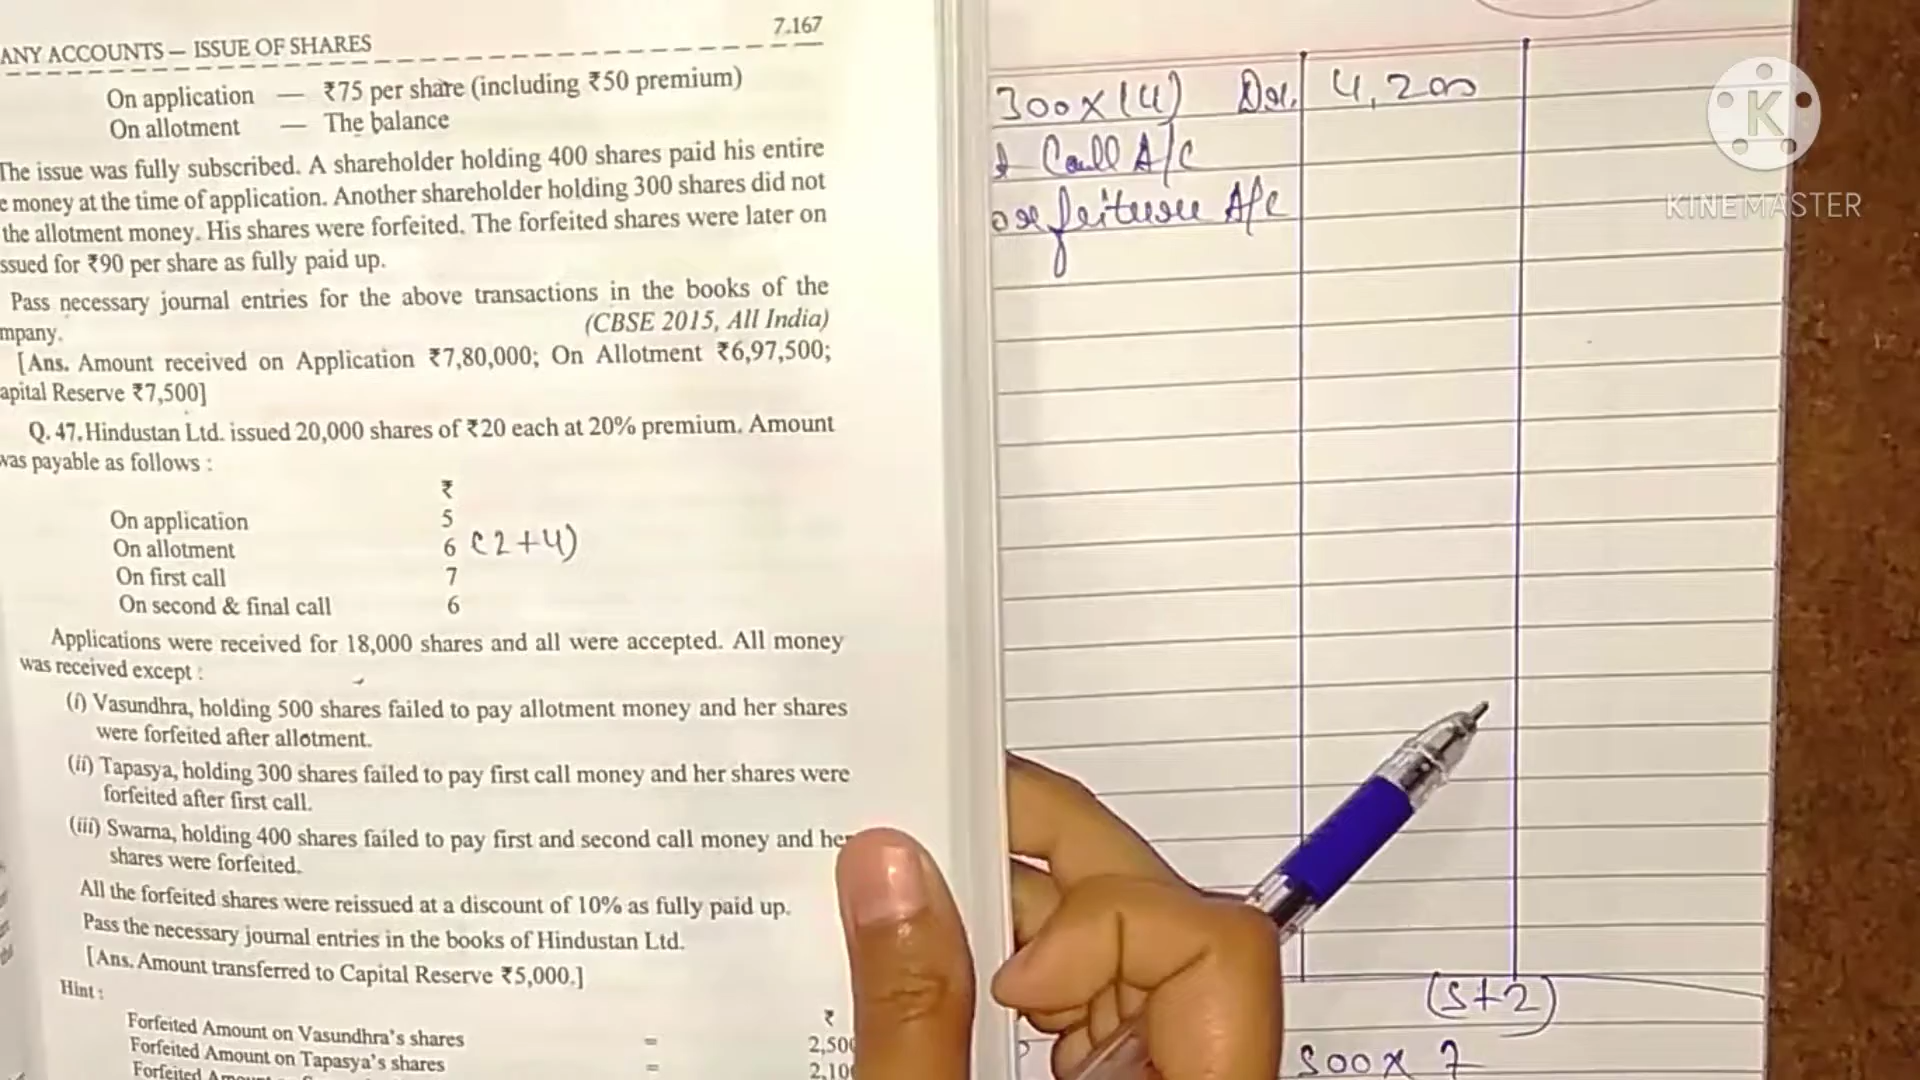 7.167
ANY ACCOUNTS — ISSUE OF SHARES
On application — ₹75 per share (including ₹50 premium)
On allotment — The balance
The issue was fully subscribed. A shareholder holding 400 shares paid his entire
e money at the time of application. Another shareholder holding 300 shares did not
the allotment money. His shares were forfeited. The forfeited shares were later on
ssued for ₹90 per share as fully paid up.
Pass necessary journal entries for the above transactions in the books of the
mpany.
(CBSE 2015, All India)
[Ans. Amount received on Application ₹7,80,000; On Allotment ₹6,97,500;
apital Reserve ₹7,500]
Q. 47. Hindustan Ltd. issued 20,000 shares of ₹20 each at 20% premium. Amount
was payable as follows :
₹
On application 5
On allotment 6 (2+4)
On first call 7
On second & final call 6
Applications were received for 18,000 shares and all were accepted. All money
was received except :
(i) Vasundhra, holding 500 shares failed to pay allotment money and her shares
were forfeited after allotment.
(ii) Tapasya, holding 300 shares failed to pay first call money and her shares were
forfeited after first call.
(iii) Swarna, holding 400 shares failed to pay first and second call money and her
shares were forfeited.
All the forfeited shares were reissued at a discount of 10% as fully paid up.
Pass the necessary journal entries in the books of Hindustan Ltd.
[Ans. Amount transferred to Capital Reserve ₹5,000.]
Hint :
₹
Forfeited Amount on Vasundhra's shares = 2,500
Forfeited Amount on Tapasya's shares = 2,100
Forfeited
300×14) Dr. 4,200
Call A/c
orfeiture A/c
(5+2)
300× 7
K
KINEMASTER